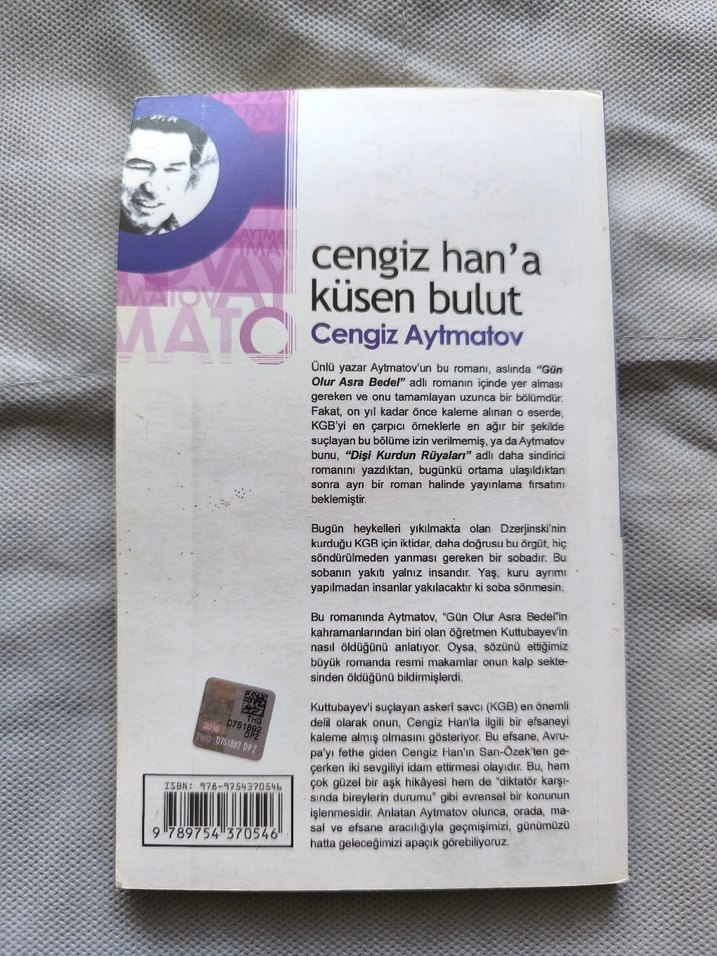 AYTMA
MATOV
MATO
cengiz han'a
küsen bulut
Cengiz Aytmatov
Ünlü yazar Aytmatov'un bu romanı, aslında "Gün
Olur Asra Bedel" adlı romanın içinde yer alması
gereken ve onu tamamlayan uzunca bir bölümdür.
Fakat, on yıl kadar önce kaleme alınan o eserde,
KGB'yi en çarpıcı örneklerle en ağır bir şekilde
suçlayan bu bölüme izin verilmemiş, ya da Aytmatov
bunu, "Dişi Kurdun Rüyaları" adlı daha sindirici
romanını yazdıktan, bugünkü ortama ulaşıldıktan
sonra ayrı bir roman halinde yayınlama fırsatını
beklemiştir.
Bugün heykelleri yıkılmakta olan Dzerjinski'nin
kurduğu KGB için iktidar, daha doğrusu bu örgüt, hiç
söndürülmeden yanması gereken bir sobadır. Bu
sobanın yakıtı yalnız insandır. Yaş, kuru ayrımı
yapılmadan insanlar yakılacaktır ki soba sönmesin.
Bu romanında Aytmatov, "Gün Olur Asra Bedel"in
kahramanlarından biri olan öğretmen Kuttubayev'in
nasıl öldüğünü anlatıyor. Oysa, sözünü ettiğimiz
büyük romanda resmi makamlar onun kalp sekte-
sinden öldüğünü bildirmişlerdi.
Kuttubayev'i suçlayan askerî savcı (KGB) en önemli
delil olarak onun, Cengiz Han'la ilgili bir efsaneyi
kaleme almış olmasını gösteriyor. Bu efsane, Avru-
pa'yı fethe giden Cengiz Han'ın Sarı-Özek'ten ge-
çerken iki sevgiliyi idam ettirmesi olayıdır. Bu, hem
çok güzel bir aşk hikâyesi hem de "diktatör karşı-
sında bireylerin durumu" gibi evrensel bir konunun
işlenmesidir. Anlatan Aytmatov olunca, orada, ma-
sal ve efsane aracılığıyla geçmişimizi, günümüzü
hatta geleceğimizi apaçık görebiliyoruz.
2016
THG
0751892
DPZ
THG 0751892 DPZ
ISBN: 978-9754370546
9 789754 370546